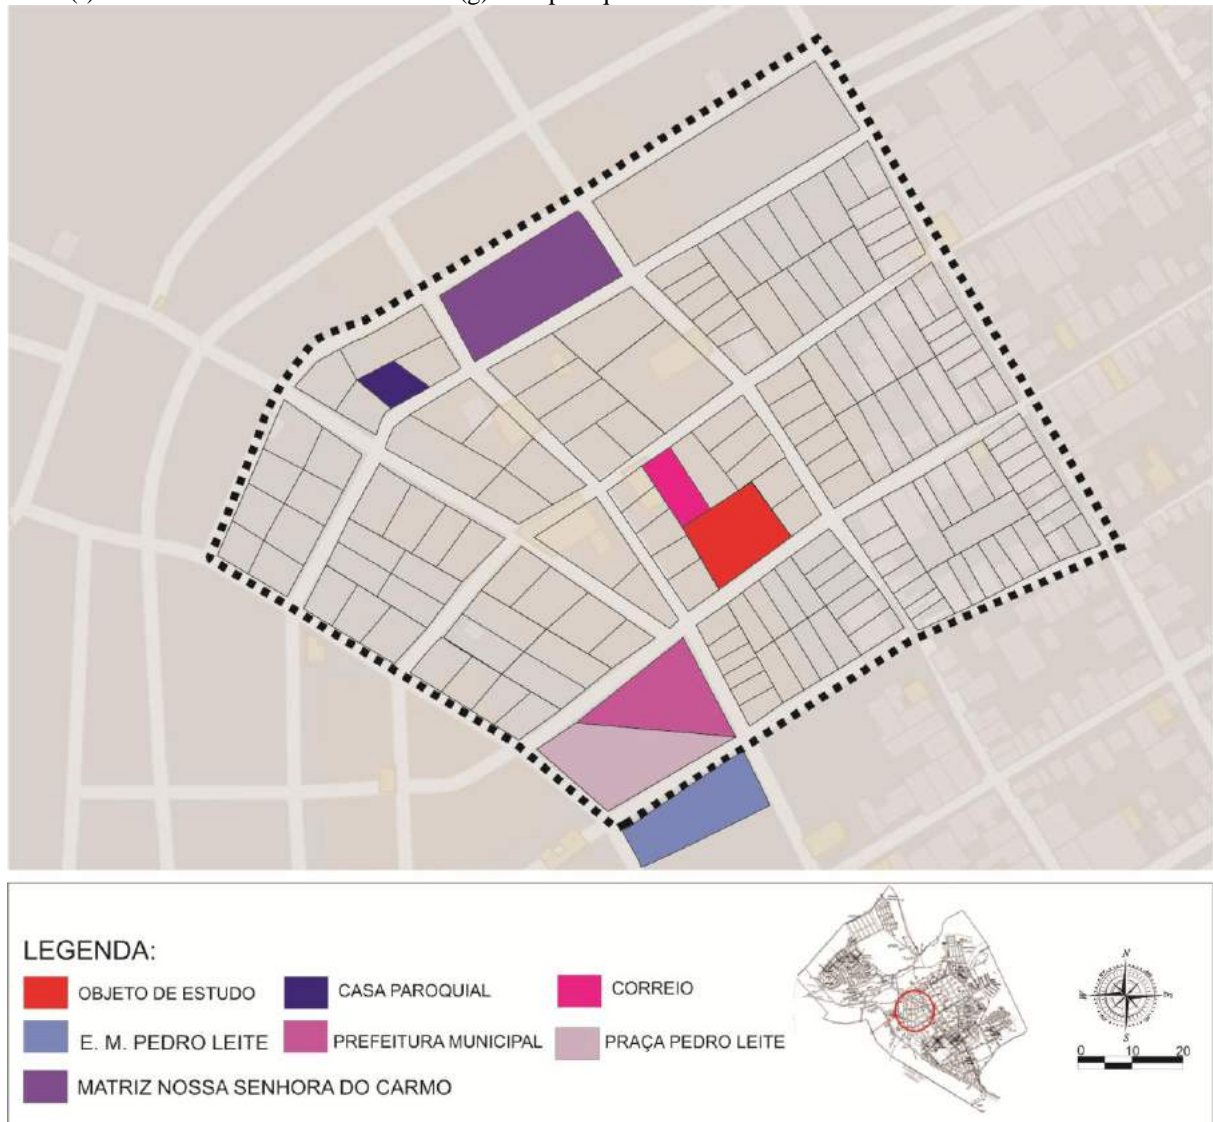 LEGENDA:
OBJETO DE ESTUDO
CASA PAROQUIAL
CORREIO
E. M. PEDRO LEITE
PREFEITURA MUNICIPAL
PRAÇA PEDRO LEITE
MATRIZ NOSSA SENHORA DO CARMO
N
W
E
S
0 10 20